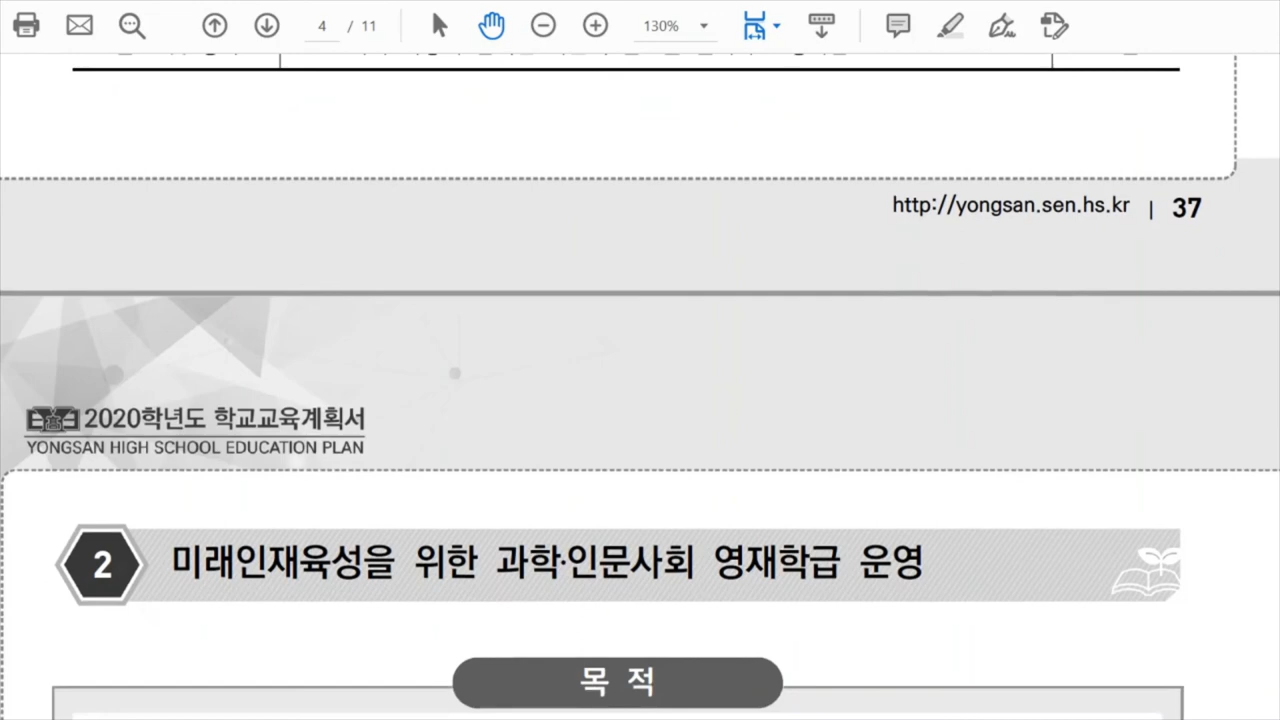 4 / 11
130%
http://yongsan.sen.hs.kr | 37
2020학년도 학교교육계획서
YONGSAN HIGH SCHOOL EDUCATION PLAN
2 미래인재육성을 위한 과학·인문사회 영재학급 운영
목 적